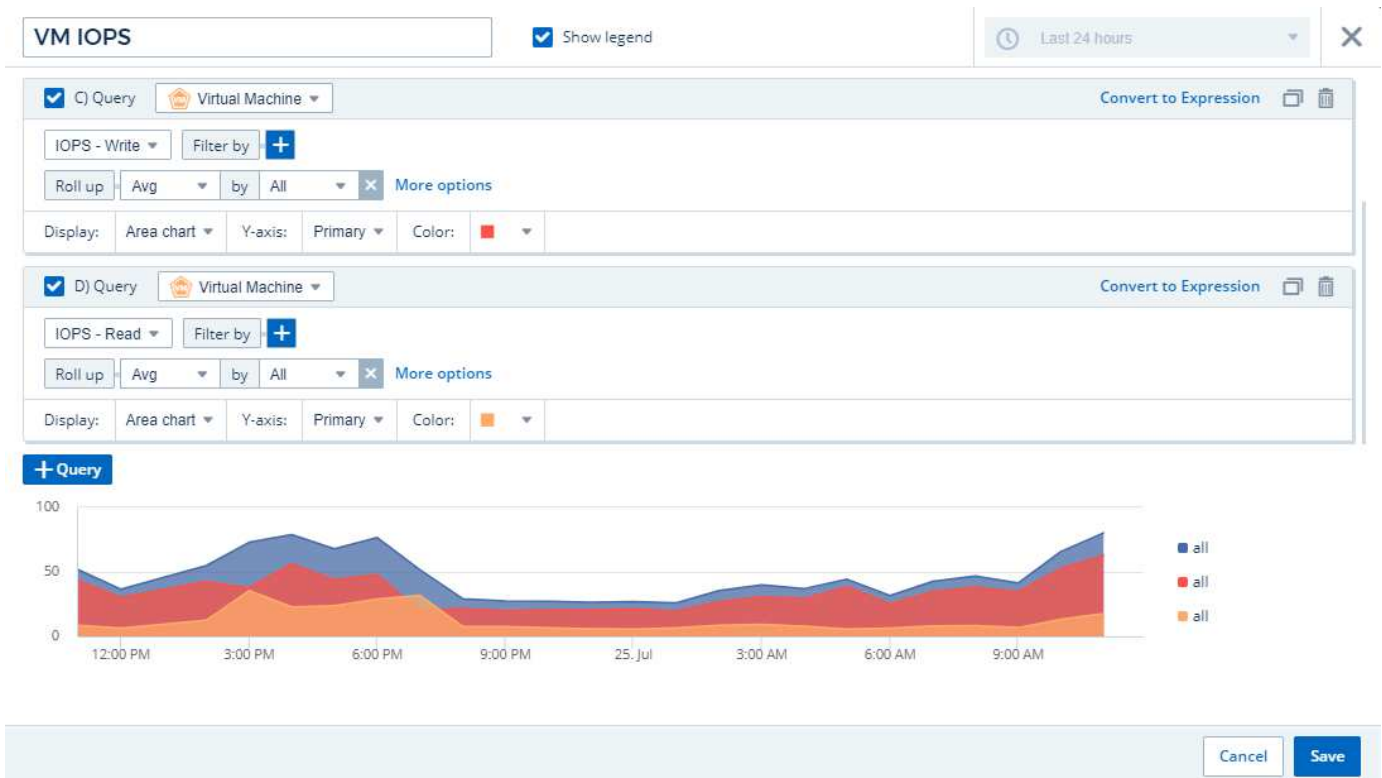 VM IOPS Show legend Last 24 hours
C) Query Virtual Machine Convert to Expression
IOPS - Write Filter by
Roll up Avg by All More options
Display: Area chart Y-axis: Primary Color:
D) Query Virtual Machine Convert to Expression
IOPS - Read Filter by
Roll up Avg by All More options
Display: Area chart Y-axis: Primary Color:
+ Query
100
50
0
all
all
all
12:00 PM 3:00 PM 6:00 PM 9:00 PM 25. Jul 3:00 AM 6:00 AM 9:00 AM
Cancel Save